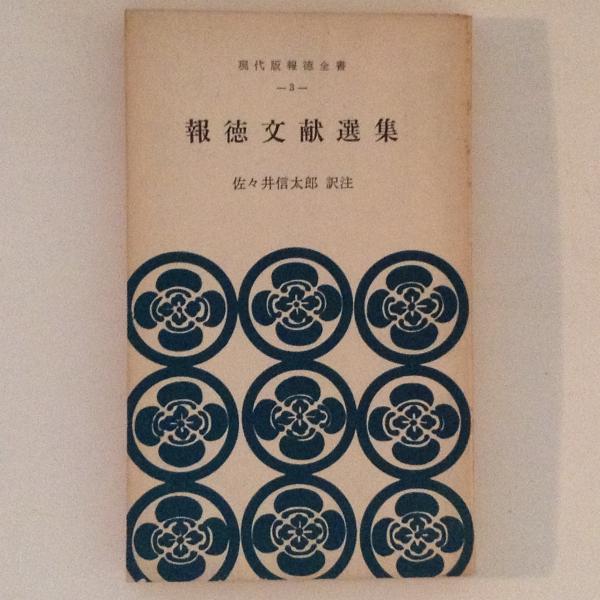 現代版報徳全書
—3—
報徳文献選集
佐々井信太郎 訳注